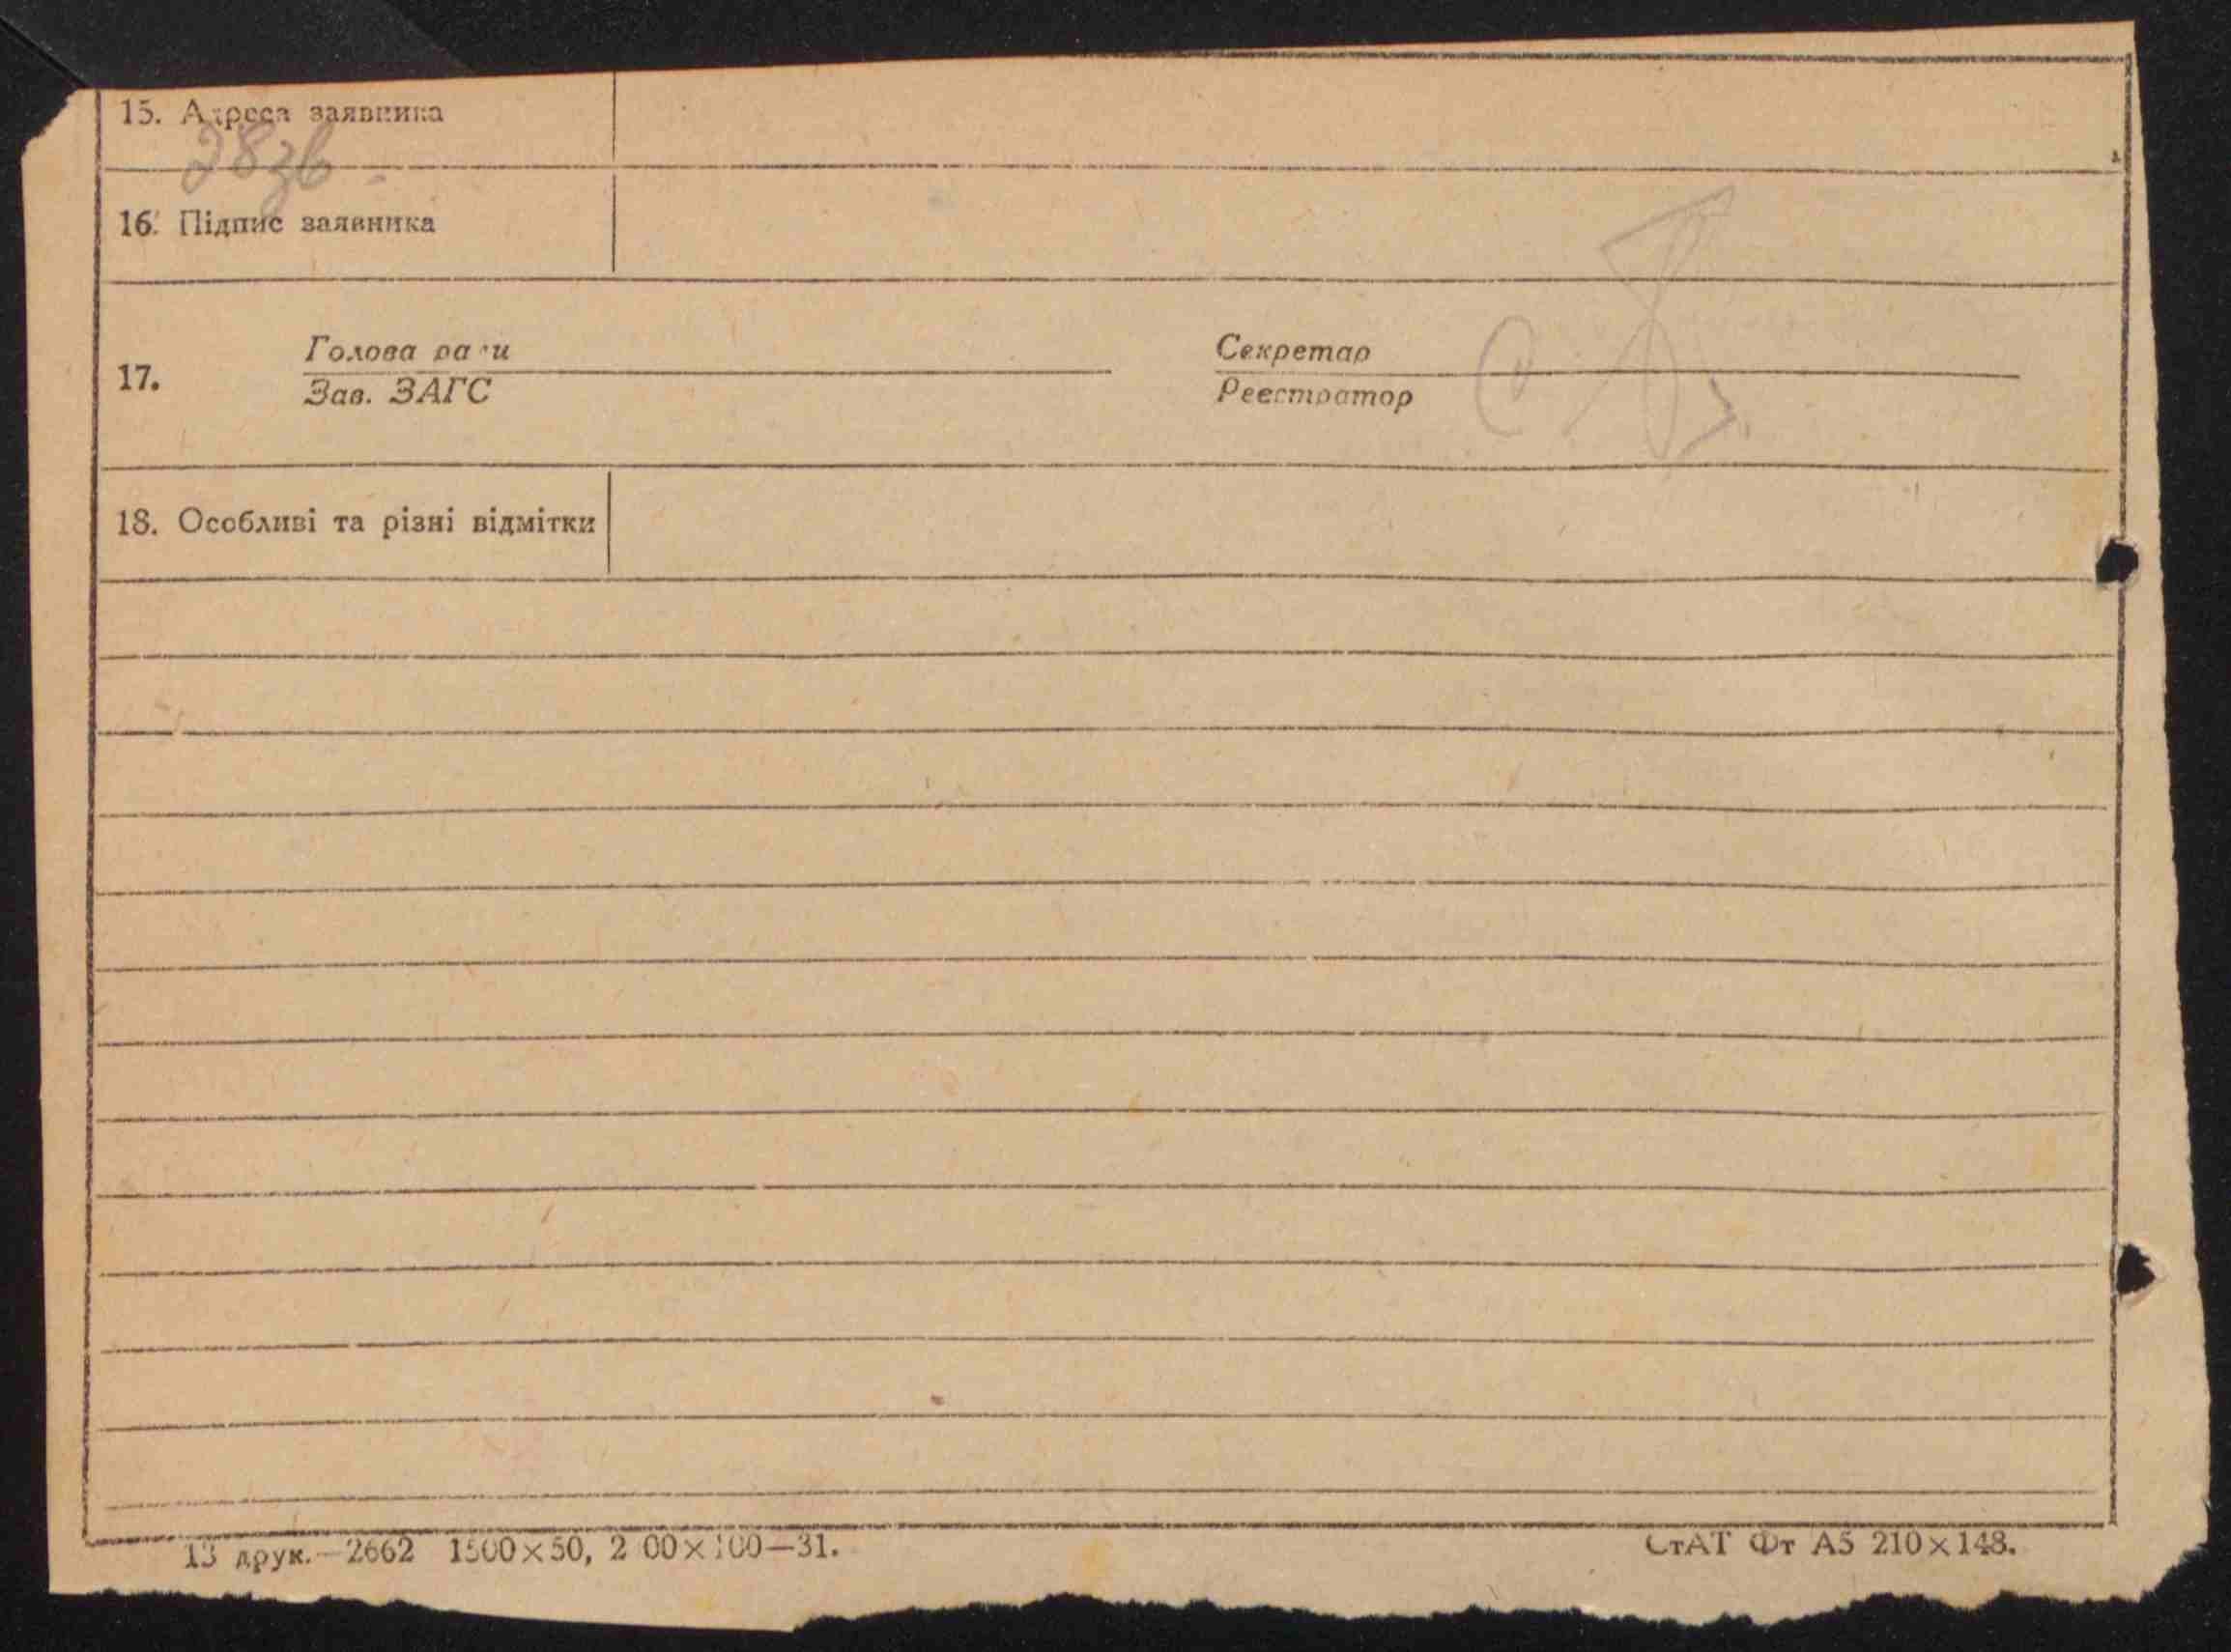 15. Адреса заявника
28зв.
16. Підпис заявника
17.
Голова ради
Зав. ЗАГС
Секретар
Реєстратор
18. Особливі та різні відмітки
13 друк.—2662 1500×50, 2 00×100—31.
СтАТ Фт А5 210×148.